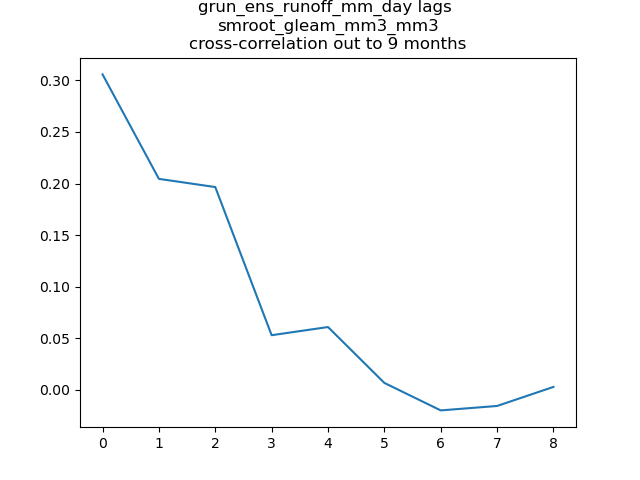 grun_ens_runoff_mm_day lags
smroot_gleam_mm3_mm3
cross-correlation out to 9 months
0.30
0.25
0.20
0.15
0.10
0.05
0.00
0 1 2 3 4 5 6 7 8